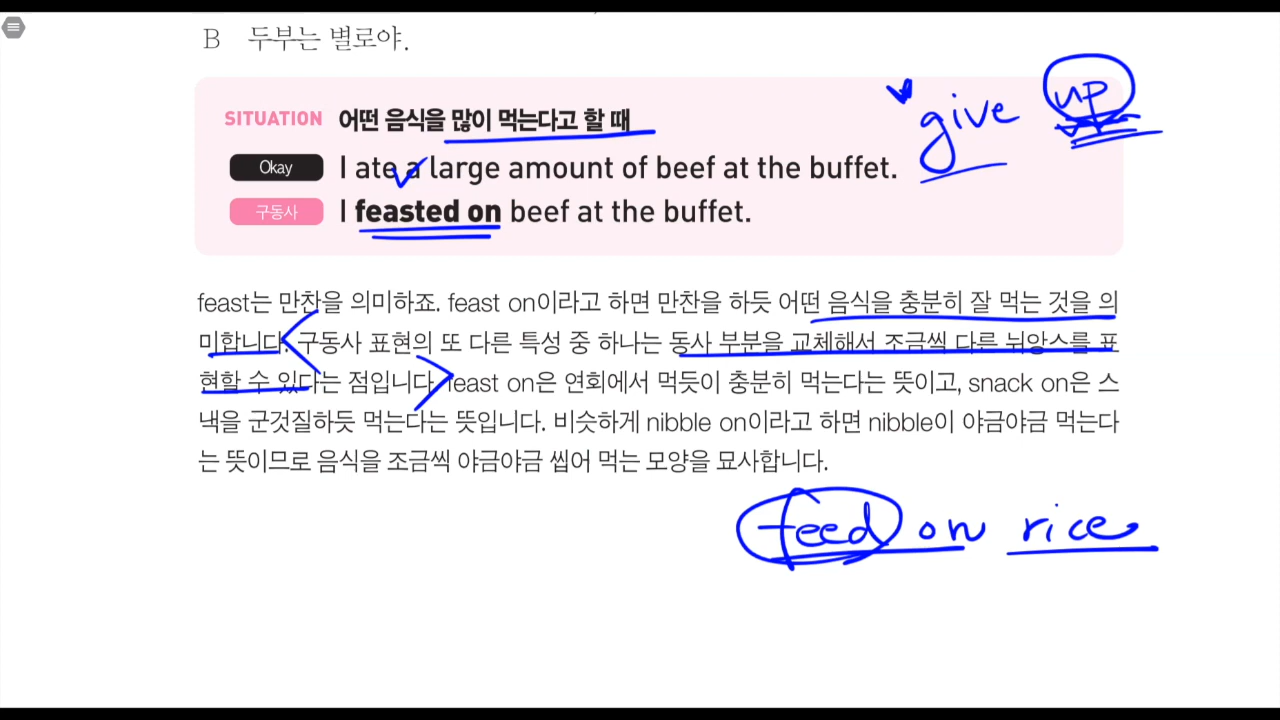 B 두부는 별로야.
SITUATION 어떤 음식을 많이 먹는다고 할 때
give up
Okay I ate a large amount of beef at the buffet.
구동사 I feasted on beef at the buffet.
feast는 만찬을 의미하죠. feast on이라고 하면 만찬을 하듯 어떤 음식을 충분히 잘 먹는 것을 의
미합니다. 구동사 표현의 또 다른 특성 중 하나는 동사 부분을 교체해서 조금씩 다른 뉘앙스를 표
현할 수 있다는 점입니다. feast on은 연회에서 먹듯이 충분히 먹는다는 뜻이고, snack on은 스
낵을 군것질하듯 먹는다는 뜻입니다. 비슷하게 nibble on이라고 하면 nibble이 야금야금 먹는다
는 뜻이므로 음식을 조금씩 야금야금 씹어 먹는 모양을 묘사합니다.
feed on rice